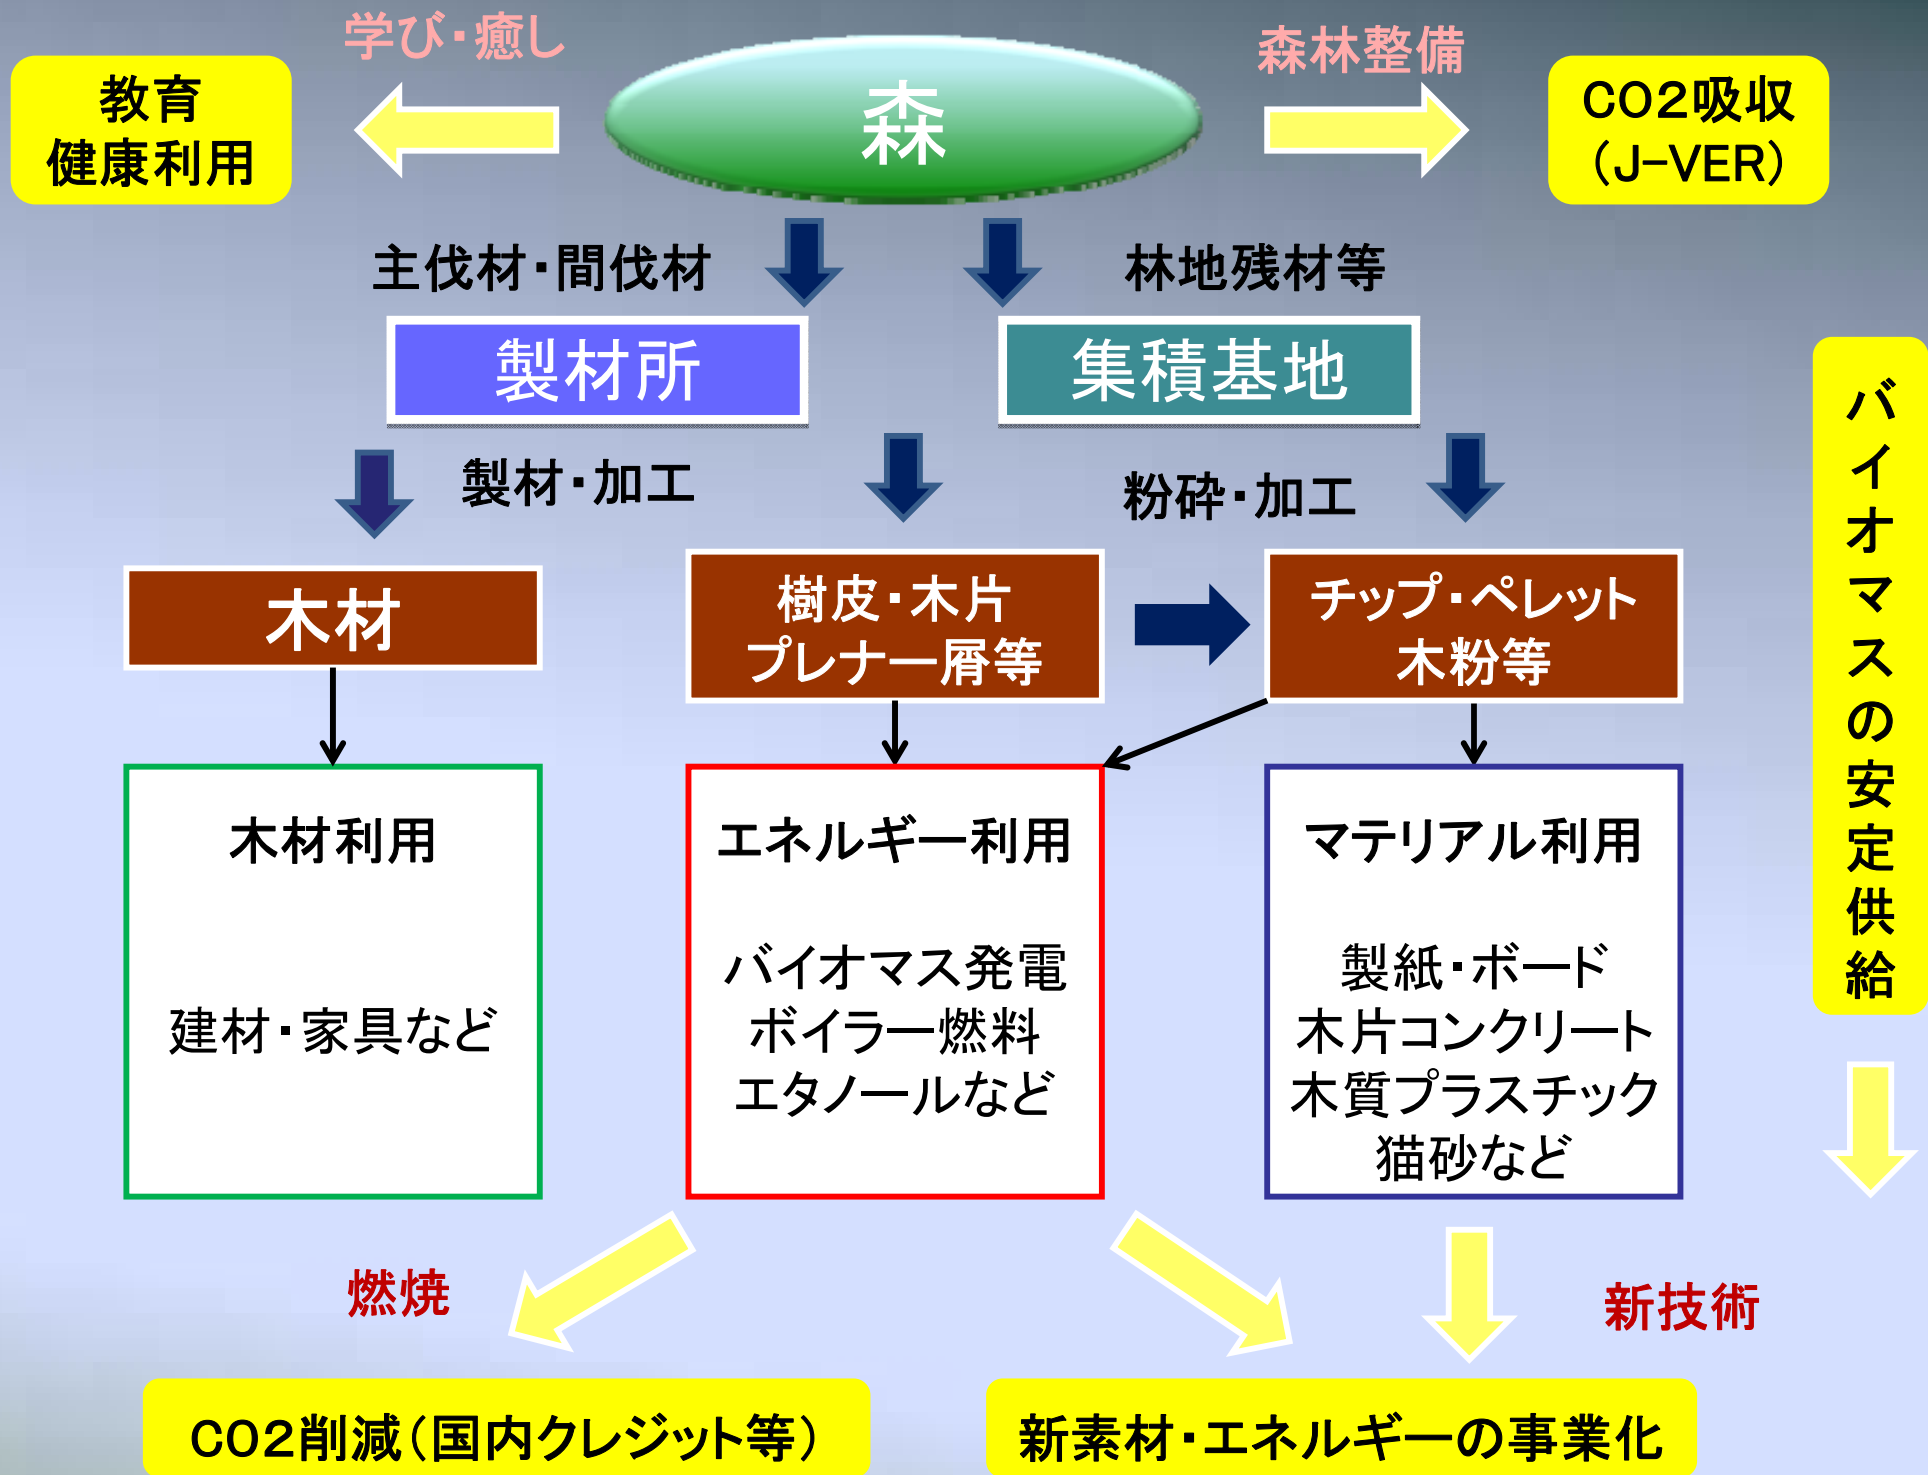 学び・癒し
森林整備
教育
健康利用
森
CO2吸収
（J-VER）
主伐材・間伐材
林地残材等
製材所
集積基地
製材・加工
粉砕・加工
木材
樹皮・木片
プレナー屑等
チップ・ペレット
木粉等
バイオマスの安定供給
木材利用
建材・家具など
エネルギー利用
バイオマス発電
ボイラー燃料
エタノールなど
マテリアル利用
製紙・ボード
木片コンクリート
木質プラスチック
猫砂など
燃焼
新技術
CO2削減（国内クレジット等）
新素材・エネルギーの事業化